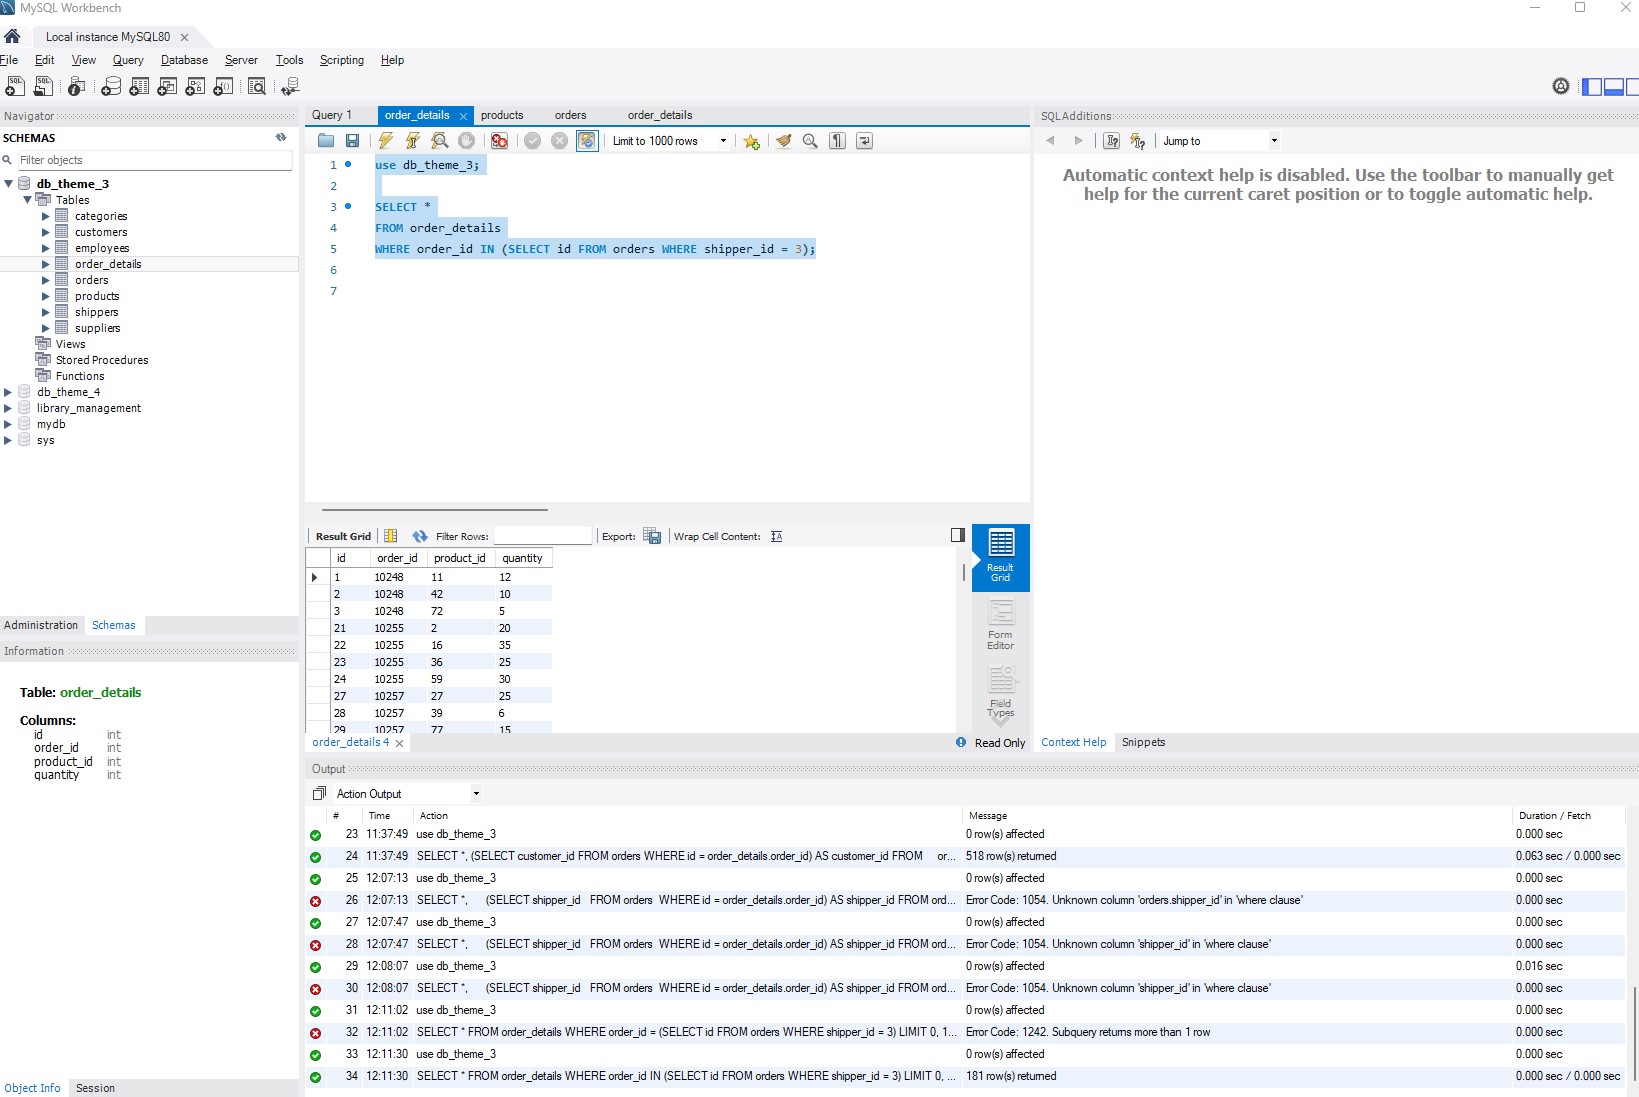 MySQL Workbench
Local instance MySQL80
File Edit View Query Database Server Tools Scripting Help
Navigator
SCHEMAS
Filter objects
db_theme_3
Tables
categories
customers
employees
order_details
orders
products
shippers
suppliers
Views
Stored Procedures
Functions
db_theme_4
library_management
mydb
sys
Administration Schemas
Information
Table: order_details
Columns:
id int
order_id int
product_id int
quantity int
Object Info Session
Query 1 order_details products orders order_details
Limit to 1000 rows
1 use db_theme_3;
2
3 SELECT *
4 FROM order_details
5 WHERE order_id IN (SELECT id FROM orders WHERE shipper_id = 3);
6
7
Result Grid Filter Rows: Export: Wrap Cell Content:
id order_id product_id quantity
1 10248 11 12
2 10248 42 10
3 10248 72 5
21 10255 2 20
22 10255 16 35
23 10255 36 25
24 10255 59 30
27 10257 27 25
28 10257 39 6
29 10257 77 15
Result
Grid
Form
Editor
Field
Types
order_details 4 Read Only
SQLAdditions
Jump to
Automatic context help is disabled. Use the toolbar to manually get
help for the current caret position or to toggle automatic help.
Context Help Snippets
Output
Action Output
# Time Action Message Duration / Fetch
23 11:37:49 use db_theme_3 0 row(s) affected 0.000 sec
24 11:37:49 SELECT *, (SELECT customer_id FROM orders WHERE id = order_details.order_id) AS customer_id FROM or... 518 row(s) returned 0.063 sec / 0.000 sec
25 12:07:13 use db_theme_3 0 row(s) affected 0.000 sec
26 12:07:13 SELECT *, (SELECT shipper_id FROM orders WHERE id = order_details.order_id) AS shipper_id FROM ord... Error Code: 1054. Unknown column 'orders.shipper_id' in 'where clause' 0.000 sec
27 12:07:47 use db_theme_3 0 row(s) affected 0.000 sec
28 12:07:47 SELECT *, (SELECT shipper_id FROM orders WHERE id = order_details.order_id) AS shipper_id FROM ord... Error Code: 1054. Unknown column 'shipper_id' in 'where clause' 0.000 sec
29 12:08:07 use db_theme_3 0 row(s) affected 0.016 sec
30 12:08:07 SELECT *, (SELECT shipper_id FROM orders WHERE id = order_details.order_id) AS shipper_id FROM ord... Error Code: 1054. Unknown column 'shipper_id' in 'where clause' 0.000 sec
31 12:11:02 use db_theme_3 0 row(s) affected 0.000 sec
32 12:11:02 SELECT * FROM order_details WHERE order_id = (SELECT id FROM orders WHERE shipper_id = 3) LIMIT 0, 1... Error Code: 1242. Subquery returns more than 1 row 0.000 sec
33 12:11:30 use db_theme_3 0 row(s) affected 0.000 sec
34 12:11:30 SELECT * FROM order_details WHERE order_id IN (SELECT id FROM orders WHERE shipper_id = 3) LIMIT 0, ... 181 row(s) returned 0.000 sec / 0.000 sec